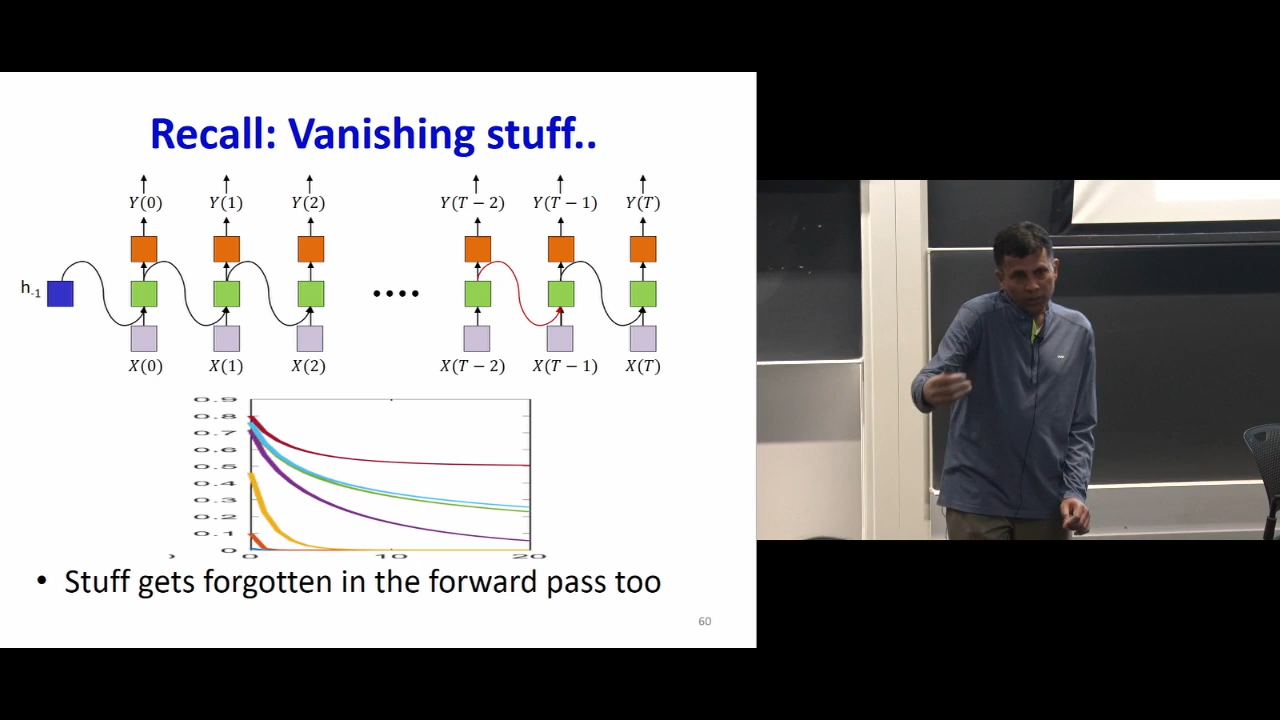 Recall: Vanishing stuff..
Y(0) Y(1) Y(2) Y(T − 2) Y(T − 1) Y(T)
h-1
X(0) X(1) X(2) X(T − 2) X(T − 1) X(T)
0.9
0.8
0.7
0.6
0.5
0.4
0.3
0.2
0.1
0
0 10 20
• Stuff gets forgotten in the forward pass too
60